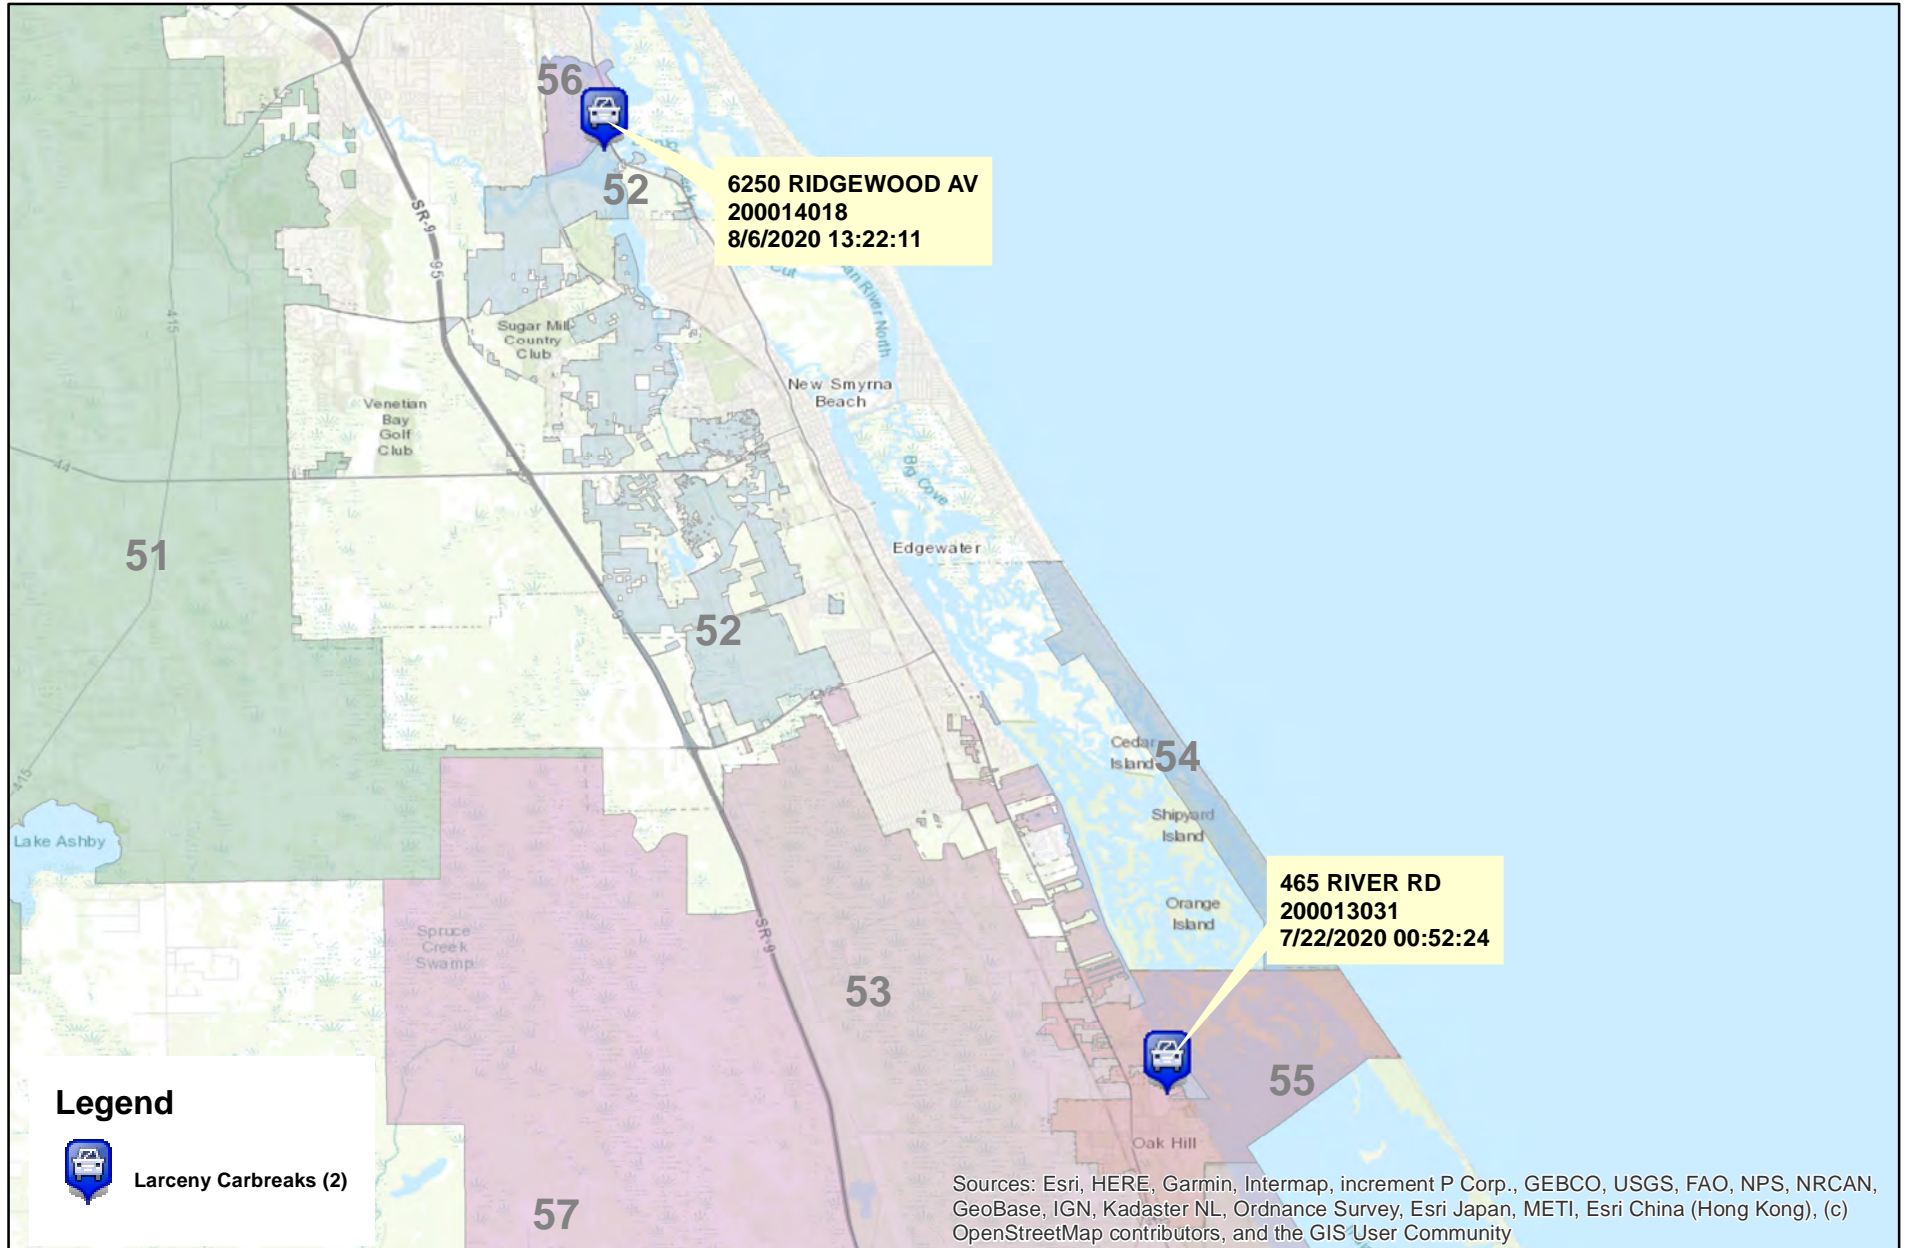 56
52
6250 RIDGEWOOD AV
200014018
8/6/2020 13:22:11
SR-9
95
415
Sugar Mill
Country
Club
an River North
Cut
New Smyrna
Beach
Venetian
Bay
Golf
Club
44
Big Cove
51
Edgewater
9
52
Cedar
Island
54
415
Shipyard
Island
Lake Ashby
465 RIVER RD
200013031
7/22/2020 00:52:24
Orange
Island
Spruce
Creek
Swamp
SR-9
53
55
Oak Hill
57
Legend
Larceny Carbreaks (2)
Sources: Esri, HERE, Garmin, Intermap, increment P Corp., GEBCO, USGS, FAO, NPS, NRCAN,
GeoBase, IGN, Kadaster NL, Ordnance Survey, Esri Japan, METI, Esri China (Hong Kong), (c)
OpenStreetMap contributors, and the GIS User Community